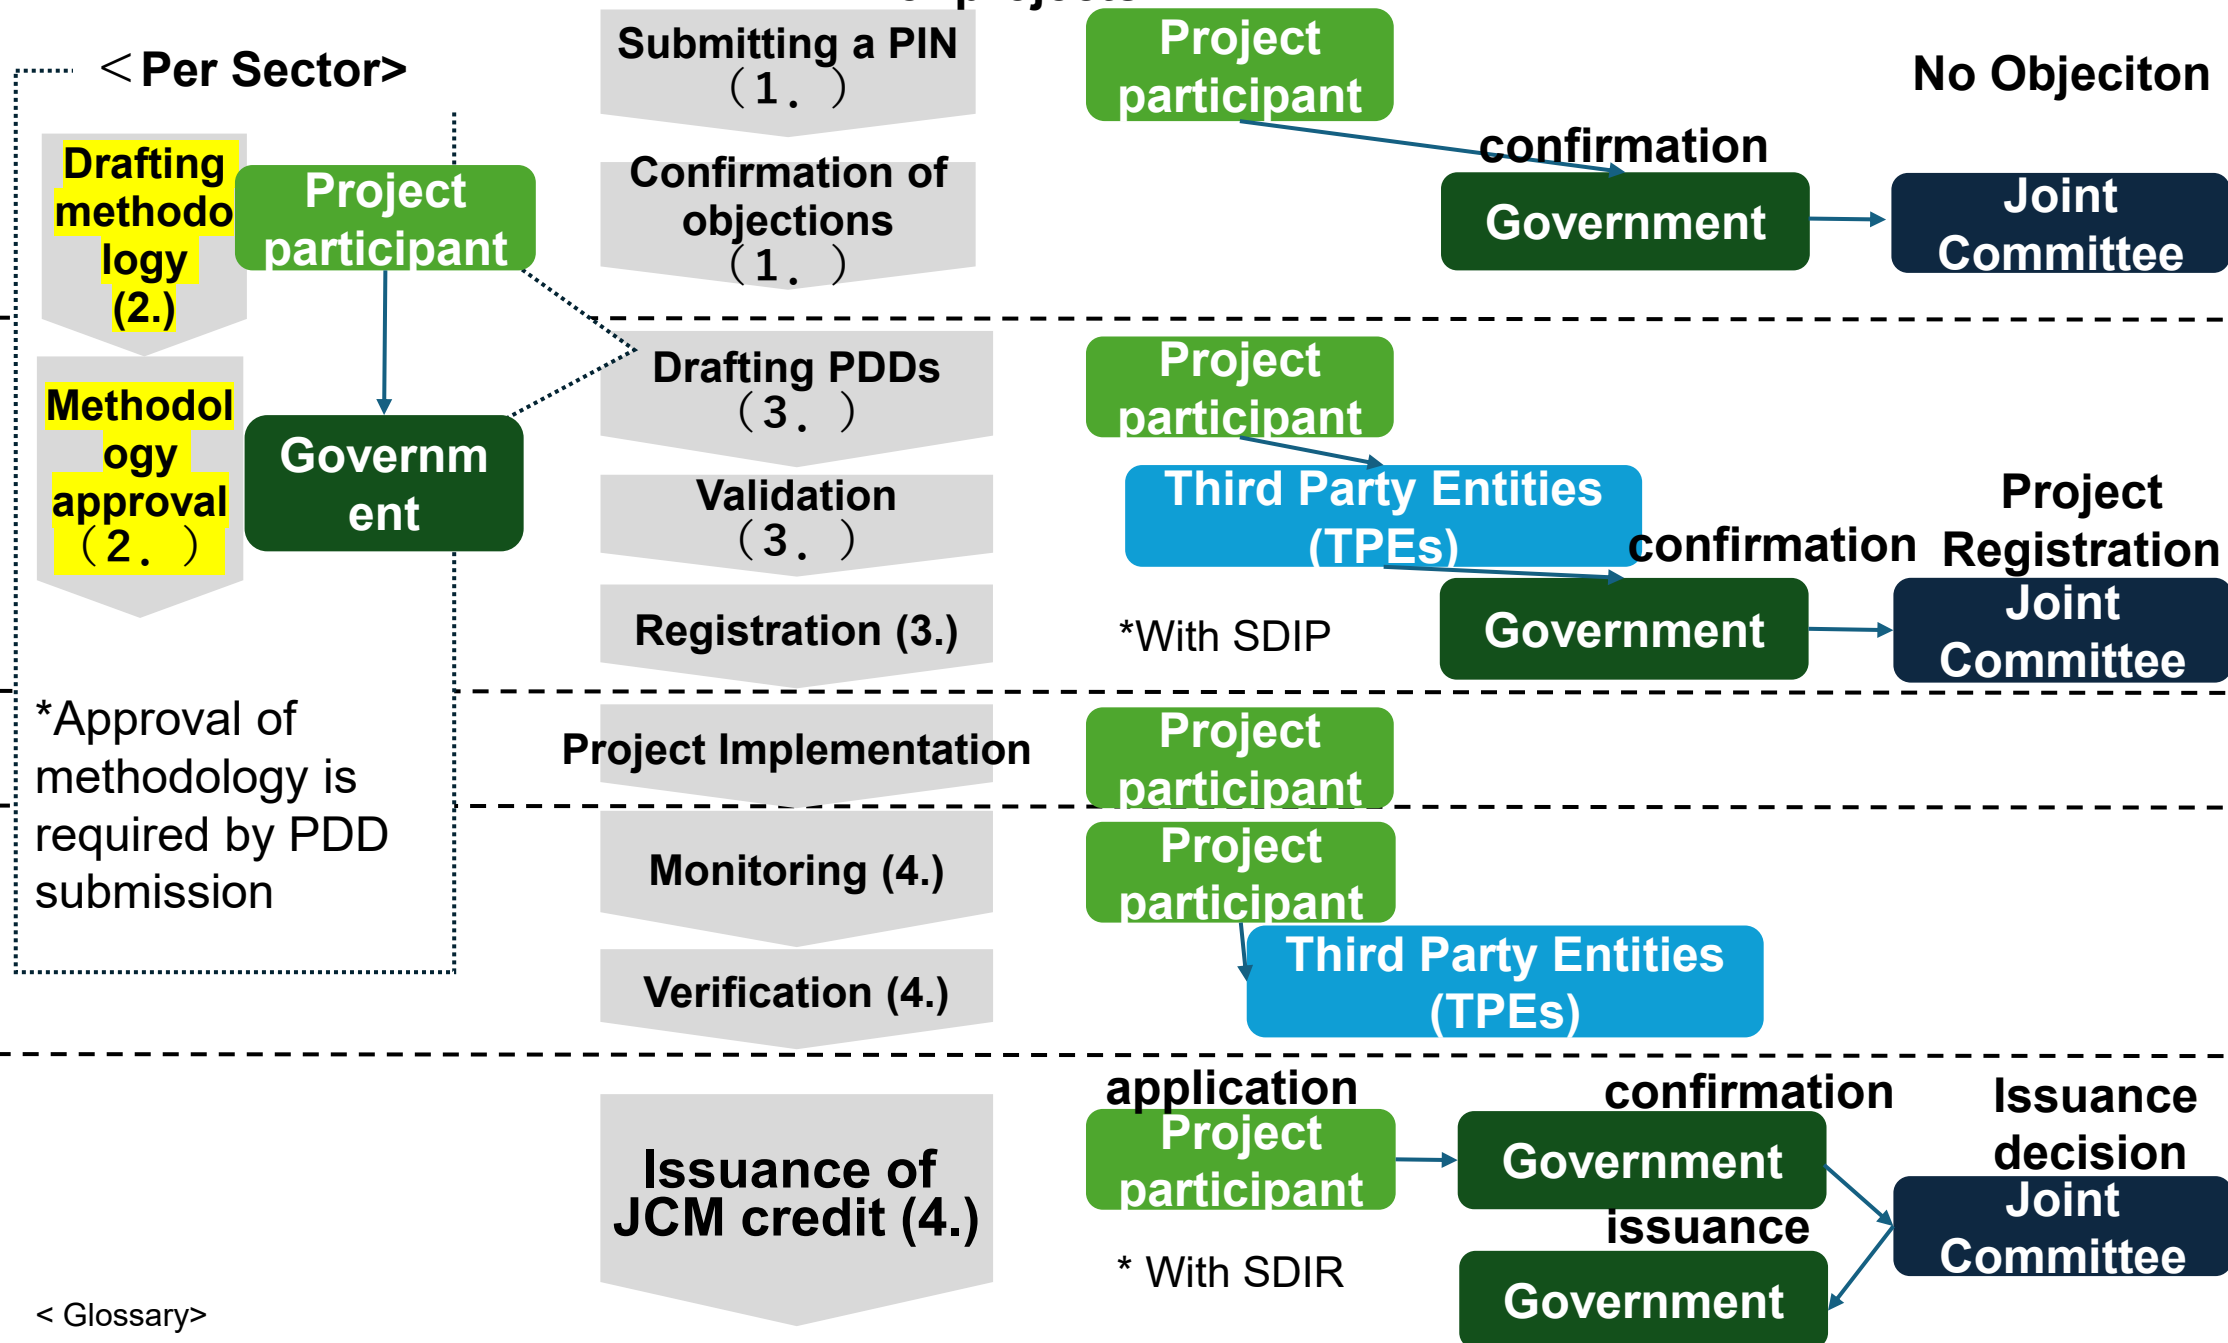 <Per Sector>
Drafting
methodo
logy
(2.)
Project
participant
Methodol
ogy
approval
（2．）
Governm
ent
*Approval of
methodology is
required by PDD
submission
Submitting a PIN
（1．）
Confirmation of
objections
（1．）
Project
participant
confirmation
Government
No Objeciton
Joint
Committee
Drafting PDDs
（3．）
Validation
（3．）
Registration (3.)
Project
participant
Third Party Entities
(TPEs)
confirmation
*With SDIP
Government
Project
Registration
Joint
Committee
Project Implementation
Project
participant
Monitoring (4.)
Project
participant
Verification (4.)
Third Party Entities
(TPEs)
Issuance of
JCM credit (4.)
application
Project
participant
* With SDIR
confirmation
Government
issuance
Government
Issuance
decision
Joint
Committee
< Glossary>